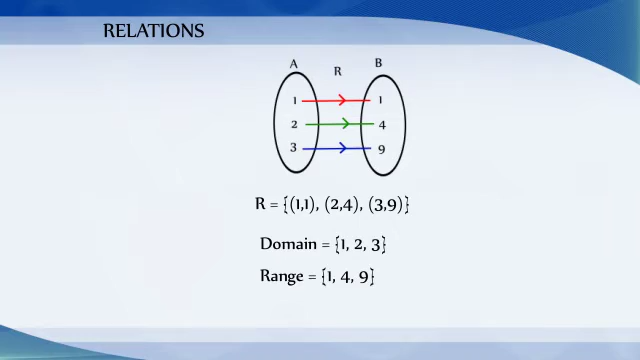 RELATIONS
A R B
1 1
2 4
3 9
R = {(1,1), (2,4), (3,9)}
Domain = {1, 2, 3}
Range = {1, 4, 9}